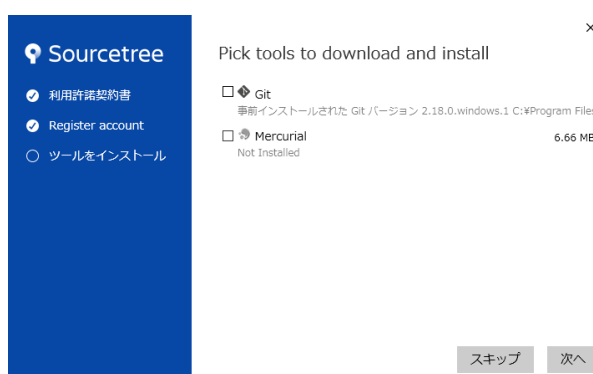 Sourcetree
利用許諾契約書
Register account
ツールをインストール
Pick tools to download and install
Git
事前インストールされた Git バージョン 2.18.0.windows.1 C:¥Program Files
Mercurial 6.66 MB
Not Installed
スキップ
次へ